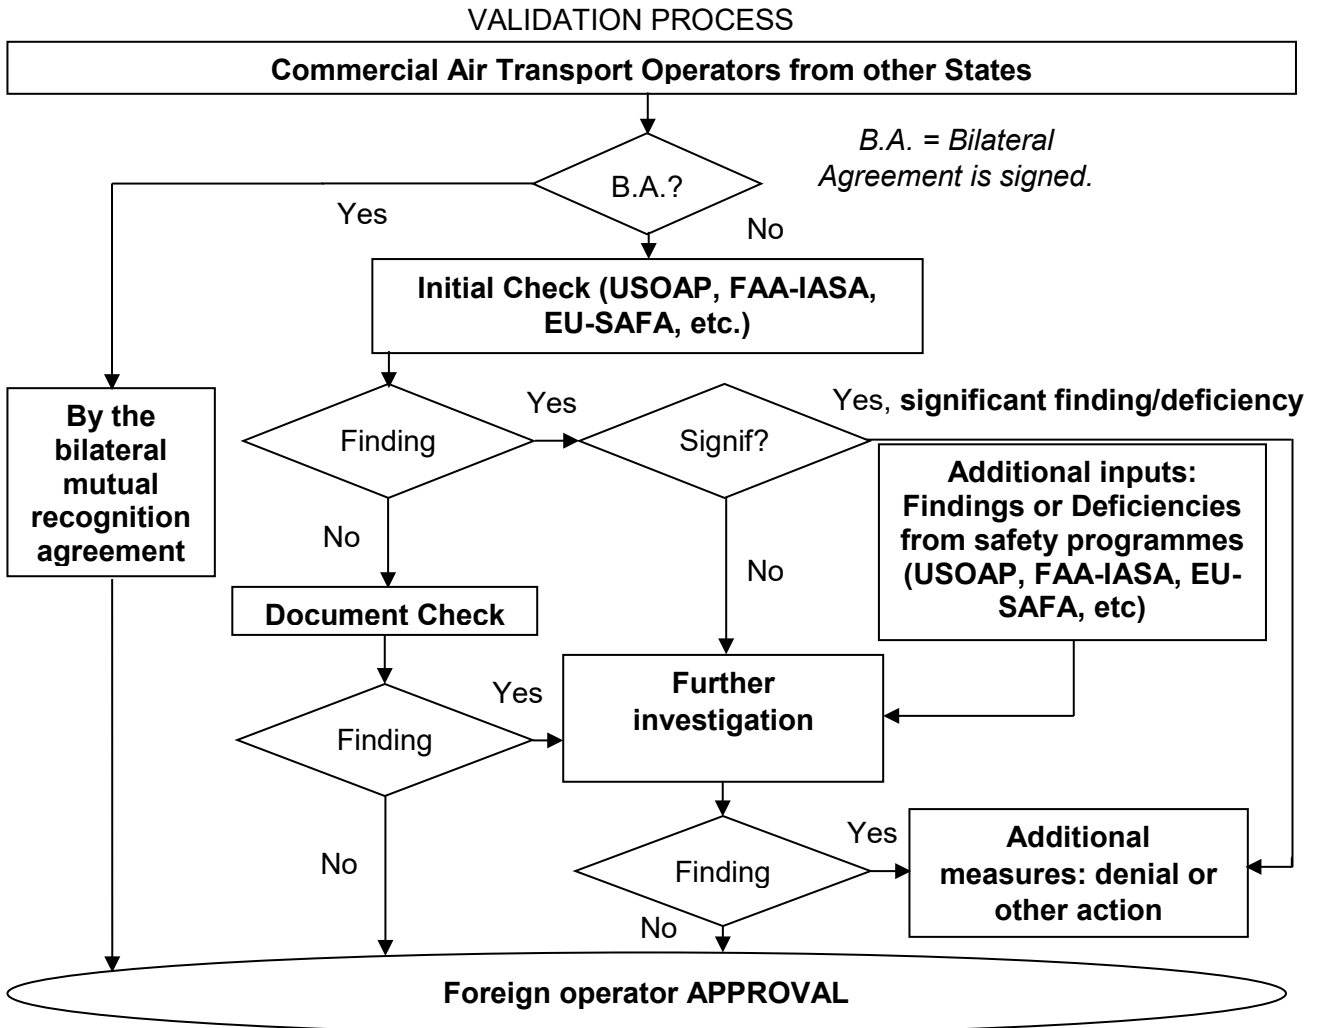 VALIDATION PROCESS
Commercial Air Transport Operators from other States
B.A. = Bilateral
Agreement is signed.
B.A.?
Yes
No
Initial Check (USOAP, FAA-IASA,
EU-SAFA, etc.)
By the
bilateral
mutual
recognition
agreement
Finding
Yes
Signif?
Yes, significant finding/deficiency
Additional inputs:
Findings or Deficiencies
from safety programmes
(USOAP, FAA-IASA, EU-
SAFA, etc)
No
No
Document Check
Finding
Yes
Further
investigation
No
Finding
Yes
Additional
measures: denial or
other action
No
Foreign operator APPROVAL